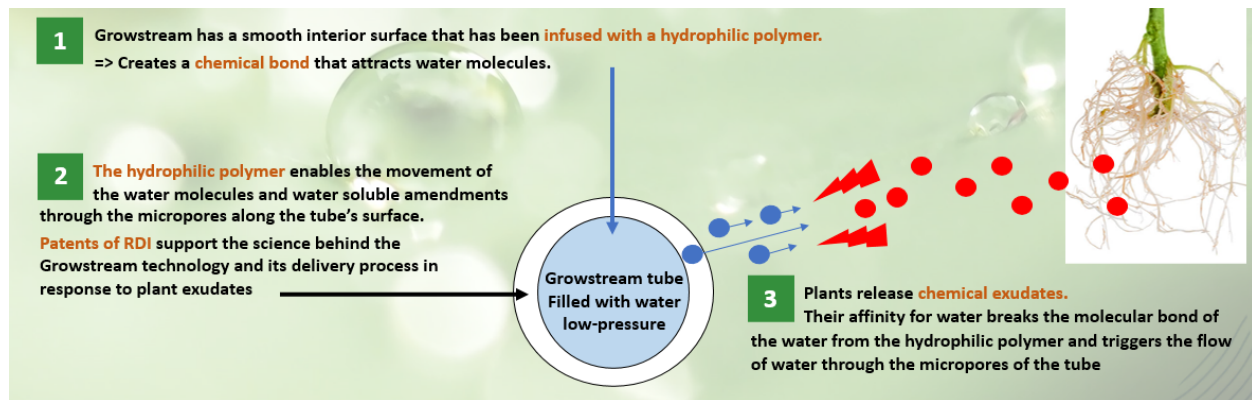 1
Growstream has a smooth interior surface that has been infused with a hydrophilic polymer.
=> Creates a chemical bond that attracts water molecules.
2
The hydrophilic polymer enables the movement of
the water molecules and water soluble amendments
through the micropores along the tube’s surface.
Patents of RDI support the science behind the
Growstream technology and its delivery process in
response to plant exudates
Growstream tube
Filled with water
low-pressure
3
Plants release chemical exudates.
Their affinity for water breaks the molecular bond of
the water from the hydrophilic polymer and triggers the flow
of water through the micropores of the tube